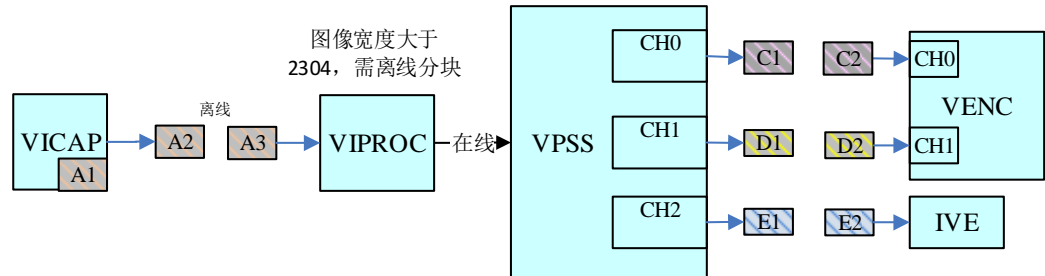 图像宽度大于
2304，需离线分块
离线
VICAP
A1
A2
A3
VIPROC
在线
VPSS
CH0
CH1
CH2
C1
C2
D1
D2
E1
E2
CH0
VENC
CH1
IVE